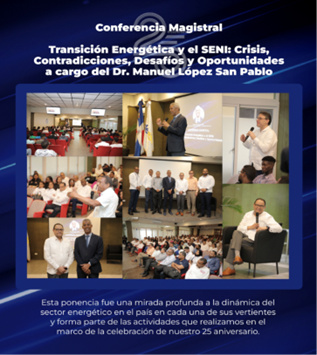 Conferencia Magistral
Transición Energética y el SENI: Crisis,
Contradicciones, Desafíos y Oportunidades
a cargo del Dr. Manuel López San Pablo
Esta ponencia fue una mirada profunda a la dinámica del
sector energético en el país en cada una de sus vertientes
y forma parte de las actividades que realizamos en el
marco de la celebración de nuestro 25 aniversario.